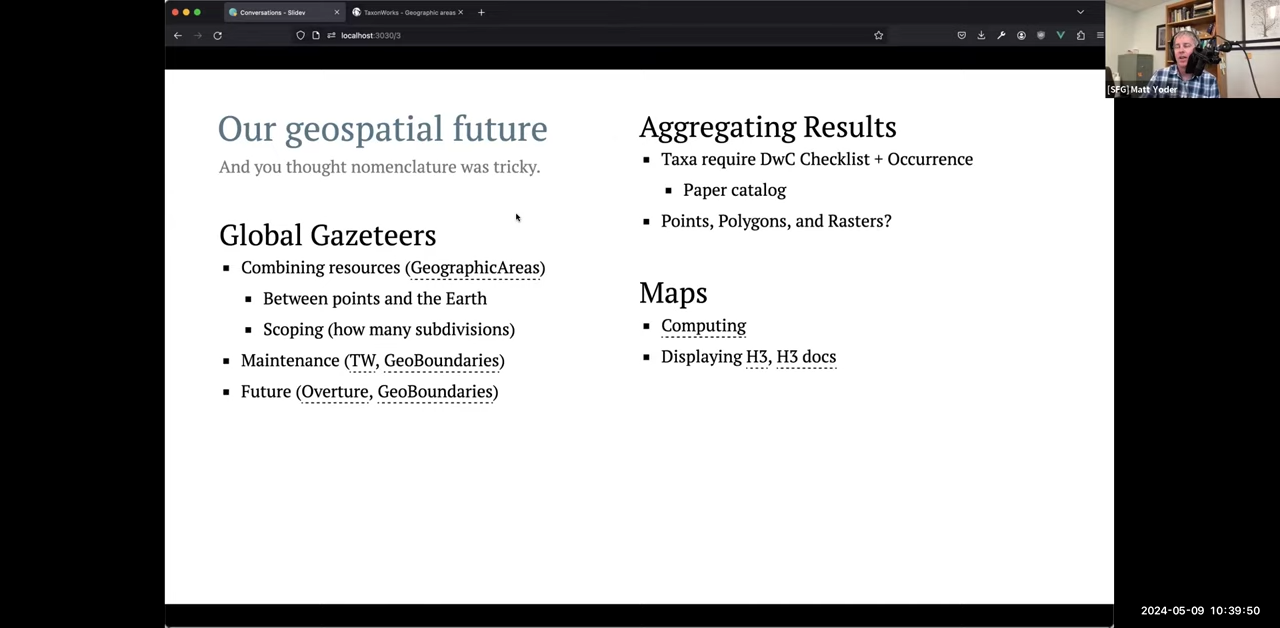 Conversations - Slidev
TaxonWorks - Geographic areas
localhost:3030/3
[SFG] Matt Yoder
Our geospatial future
And you thought nomenclature was tricky.
Global Gazeteers
Combining resources (GeographicAreas)
Between points and the Earth
Scoping (how many subdivisions)
Maintenance (TW, GeoBoundaries)
Future (Overture, GeoBoundaries)
Aggregating Results
Taxa require DwC Checklist + Occurrence
Paper catalog
Points, Polygons, and Rasters?
Maps
Computing
Displaying H3, H3 docs
2024-05-09 10:39:50